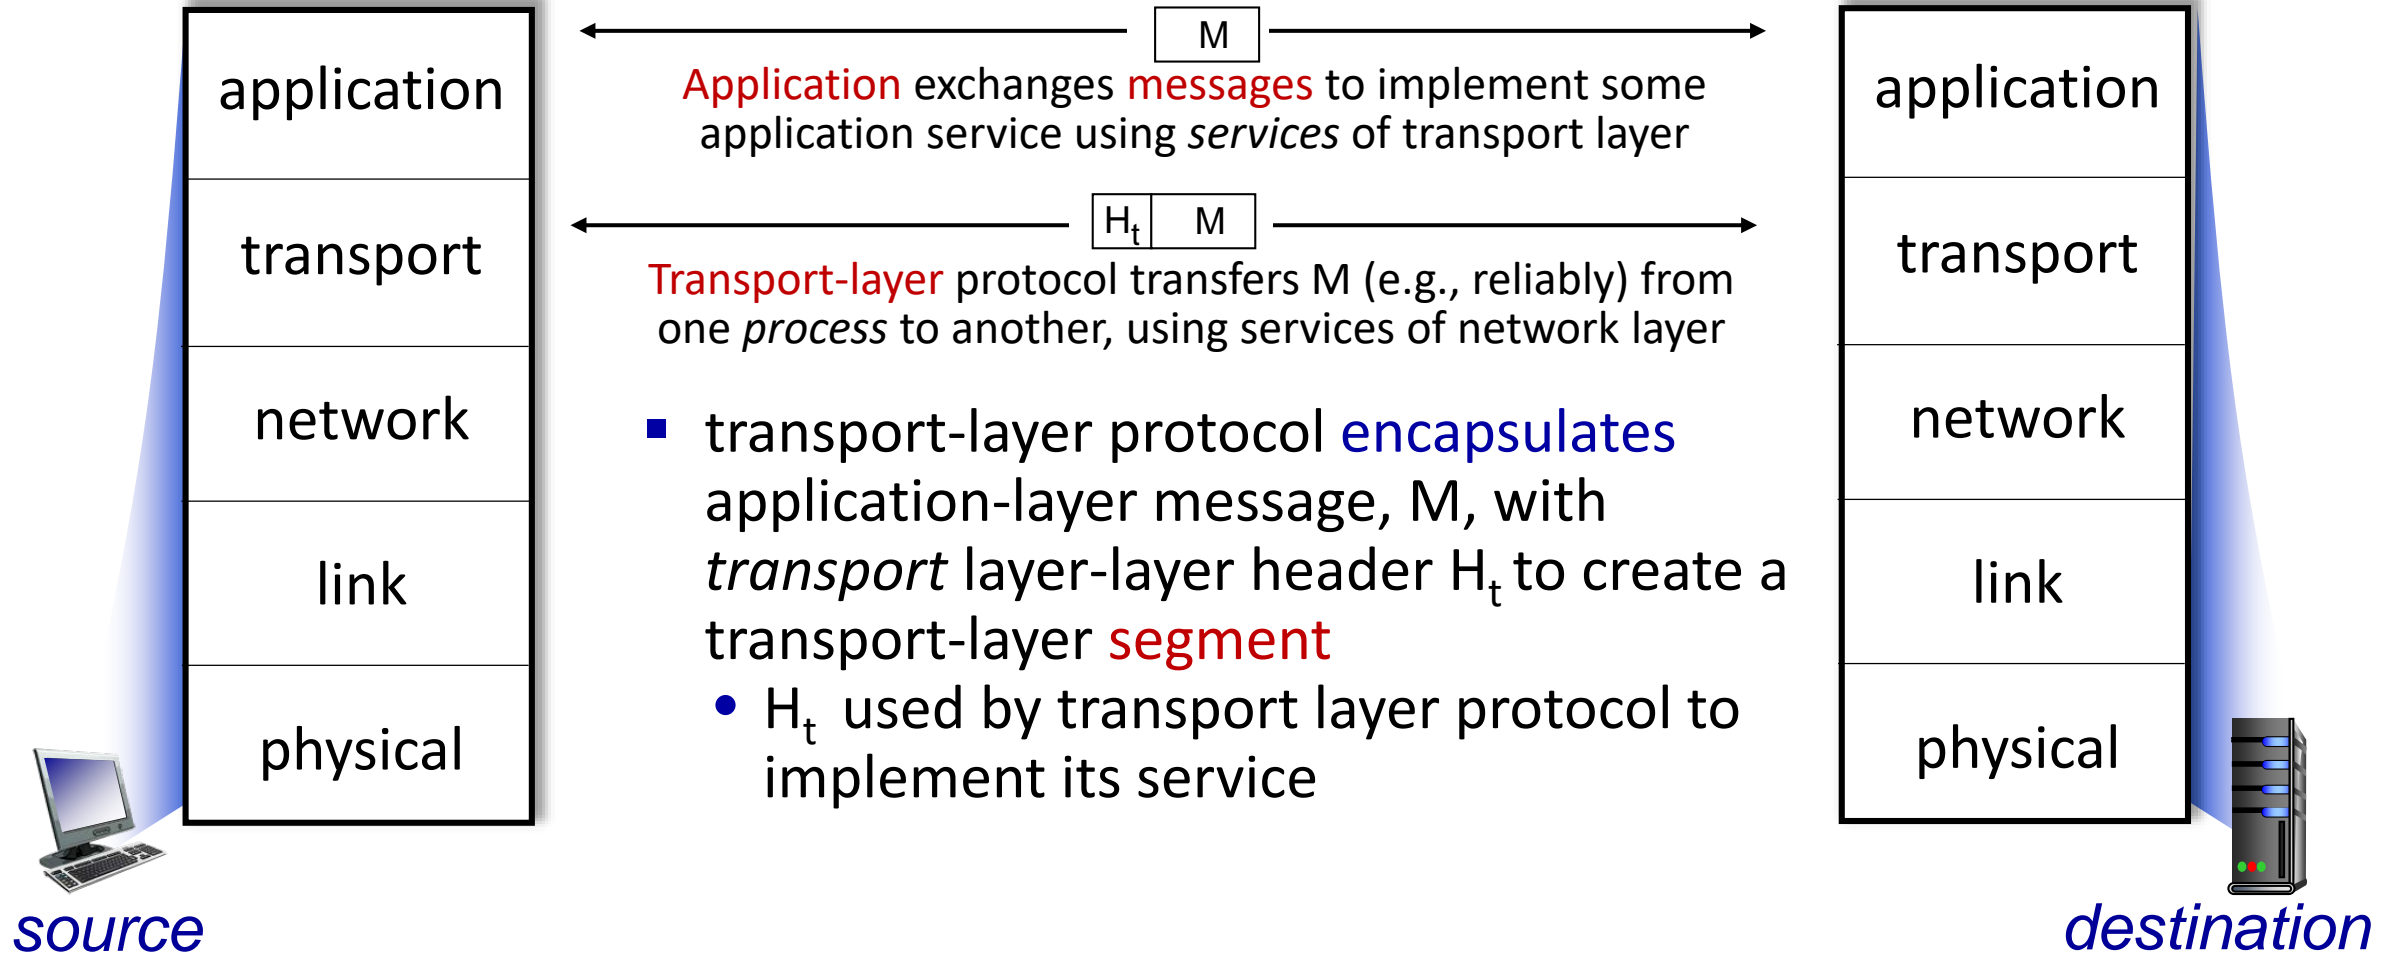 application
transport
network
link
physical
source
M
Application exchanges messages to implement some
application service using services of transport layer
Ht M
Transport-layer protocol transfers M (e.g., reliably) from
one process to another, using services of network layer
transport-layer protocol encapsulates
application-layer message, M, with
transport layer-layer header Ht to create a
transport-layer segment
Ht used by transport layer protocol to
implement its service
application
transport
network
link
physical
destination